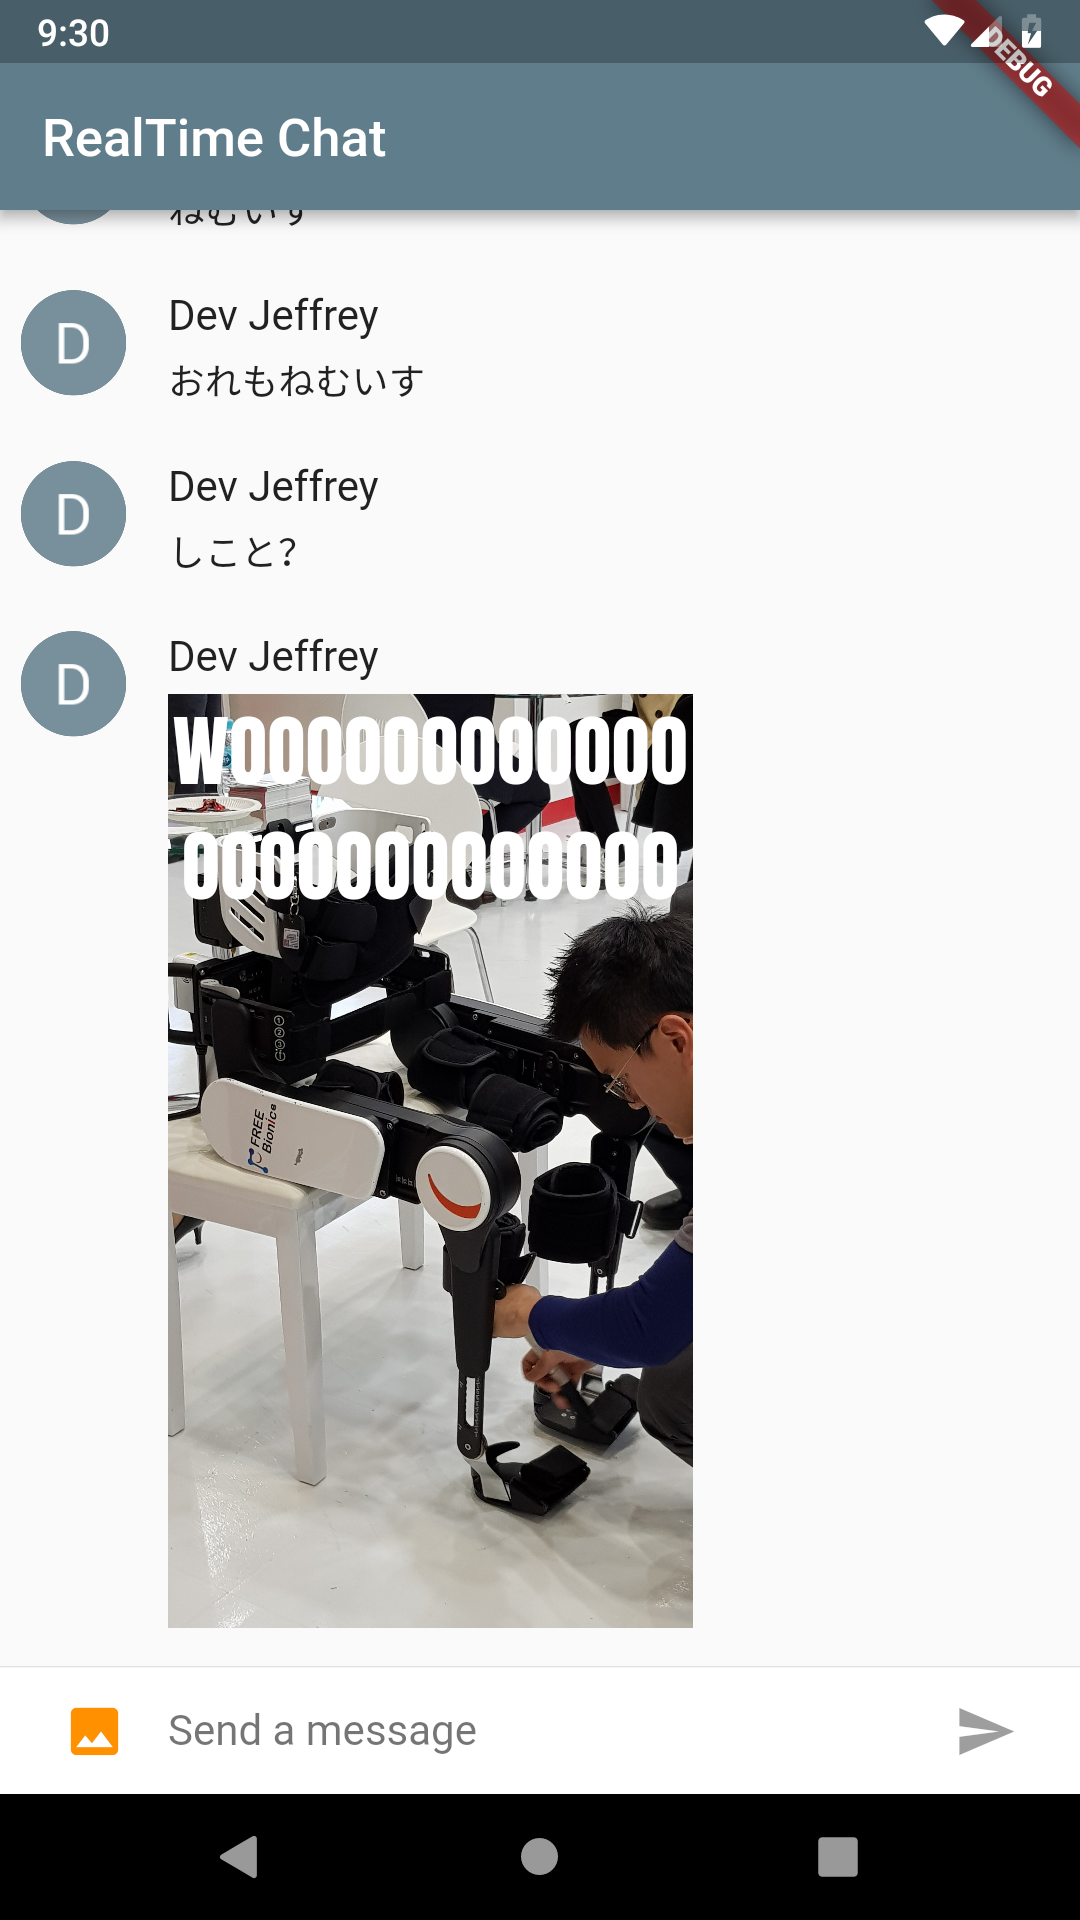 9:30
DEBUG
RealTime Chat
ねむいす
D
Dev Jeffrey
おれもねむいす
D
Dev Jeffrey
しこと?
D
Dev Jeffrey
WOOOOOOOOOOOO
OOOOOOOOOOOOO
FREE
Bionics
Send a message